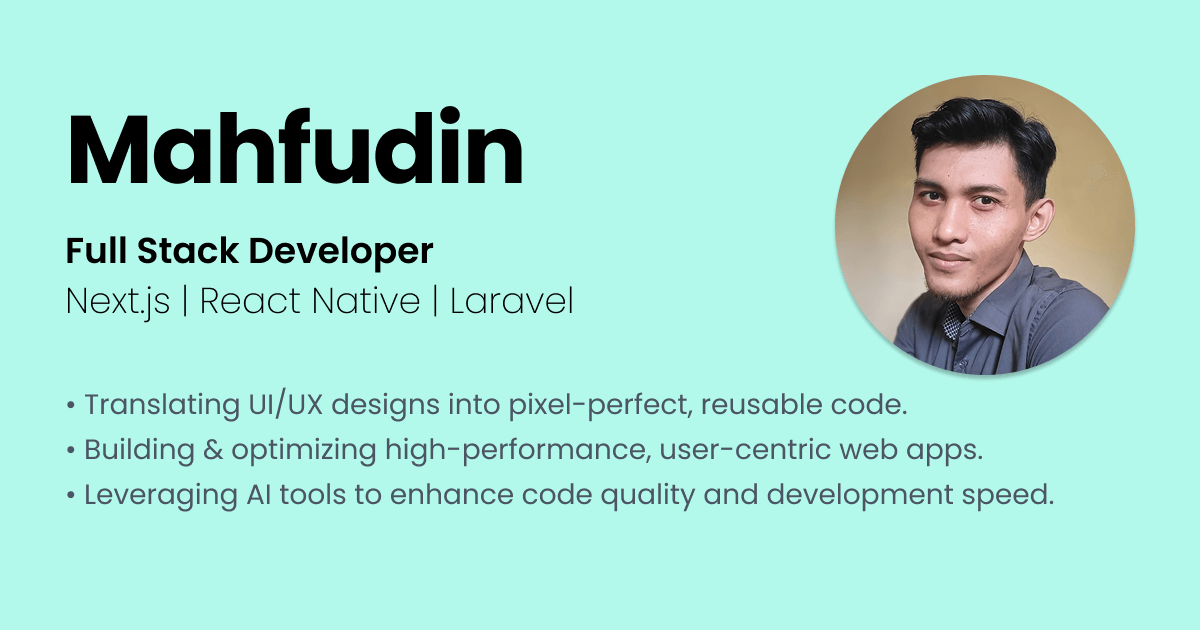 Mahfudin
Full Stack Developer
Next.js | React Native | Laravel
• Translating UI/UX designs into pixel-perfect, reusable code.
• Building & optimizing high-performance, user-centric web apps.
• Leveraging AI tools to enhance code quality and development speed.